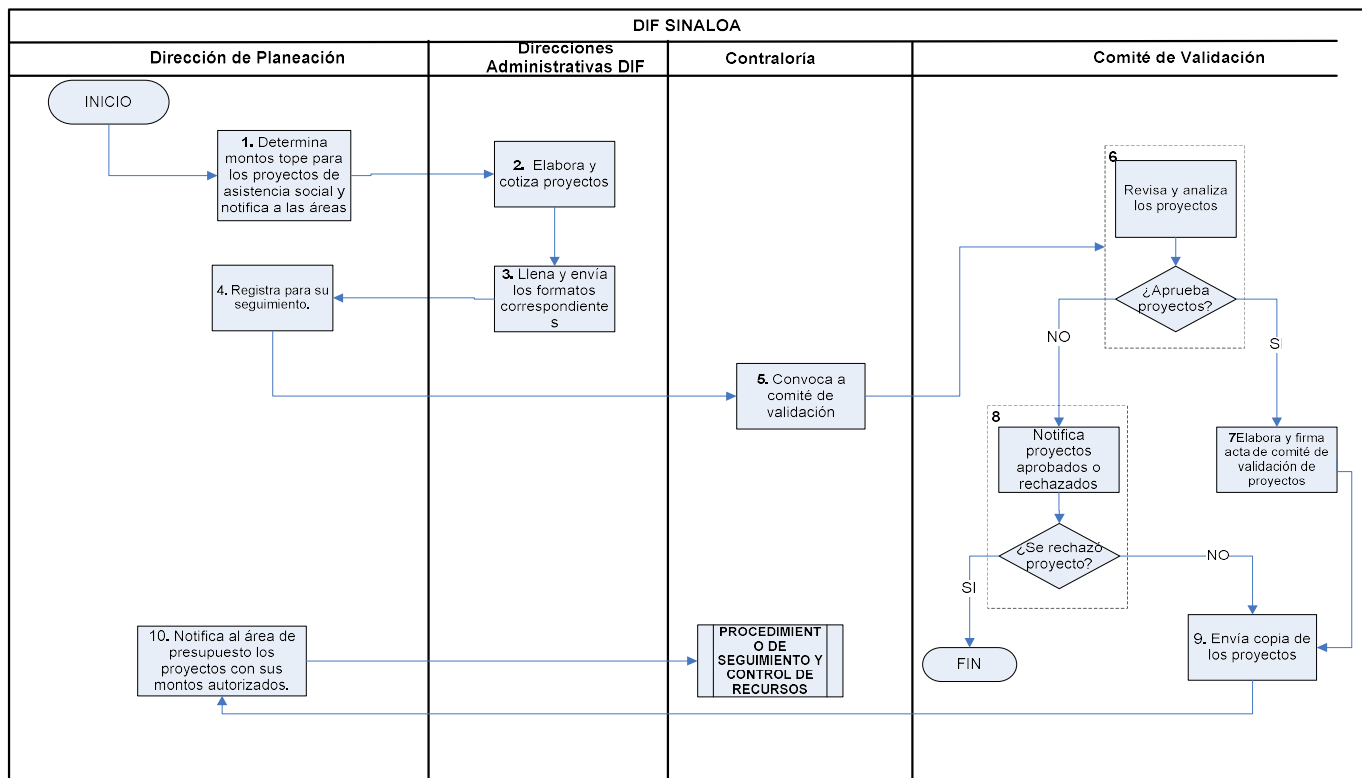 DIF SINALOA
Dirección de Planeación
Direcciones
Administrativas DIF
Contraloría
Comité de Validación
INICIO
1. Determina
montos tope para
los proyectos de
asistencia social y
notifica a las áreas
2. Elabora y
cotiza proyectos
3. Llena y envía
los formatos
correspondiente
s
4. Registra para su
seguimiento.
5. Convoca a
comité de
validación
6
Revisa y analiza
los proyectos
¿Aprueba
proyectos?
NO
SI
8
Notifica
proyectos
aprobados o
rechazados
7Elabora y firma
acta de comité de
validación de
proyectos
¿Se rechazó
proyecto?
NO
SI
FIN
9. Envía copia de
los proyectos
10. Notifica al área de
presupuesto los
proyectos con sus
montos autorizados.
PROCEDIMIENT
O DE
SEGUIMIENTO Y
CONTROL DE
RECURSOS